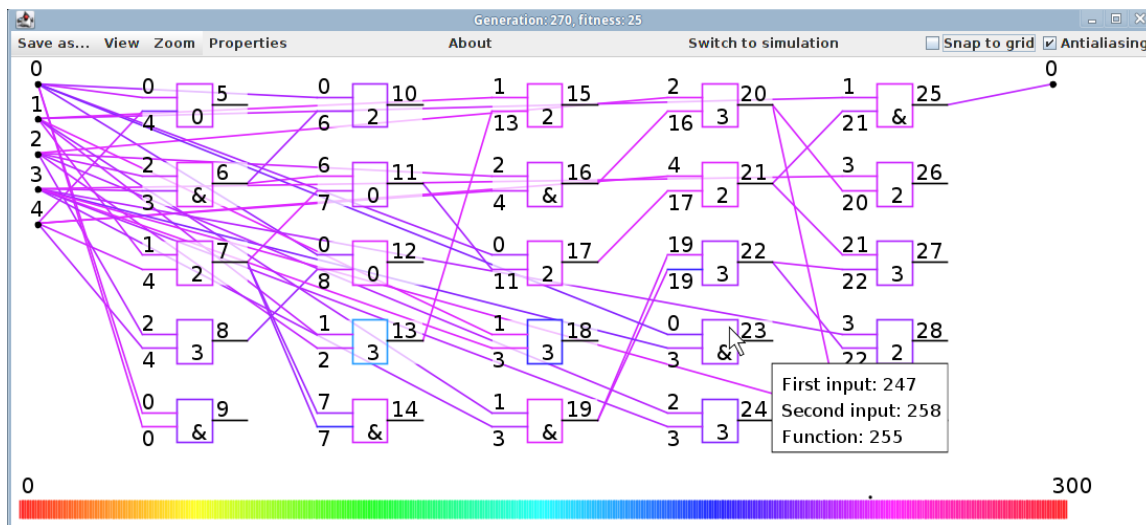 Generation: 270, fitness: 25
Save as... View Zoom Properties About Switch to simulation Snap to grid Antialiasing
0 0
0 5 0 10 1 15 2 20 1 25
1
0 2 2 3 &
4 6 13 16 21
2
2 6 6 11 2 16 4 21 3 26
3
& 0 & 2 2
3 7 4 17 20
4
1 7 0 12 0 17 19 22 21 27
2 0 2 3 3
4 8 11 19 22
2 8 1 13 1 18 0 23 3 28
3 3 3 & 2
4 2 3 3 22
First input: 247
0 9 7 14 1 19 2 24
Second input: 258
& & & 3
0 7 3 3
Function: 255
0 300